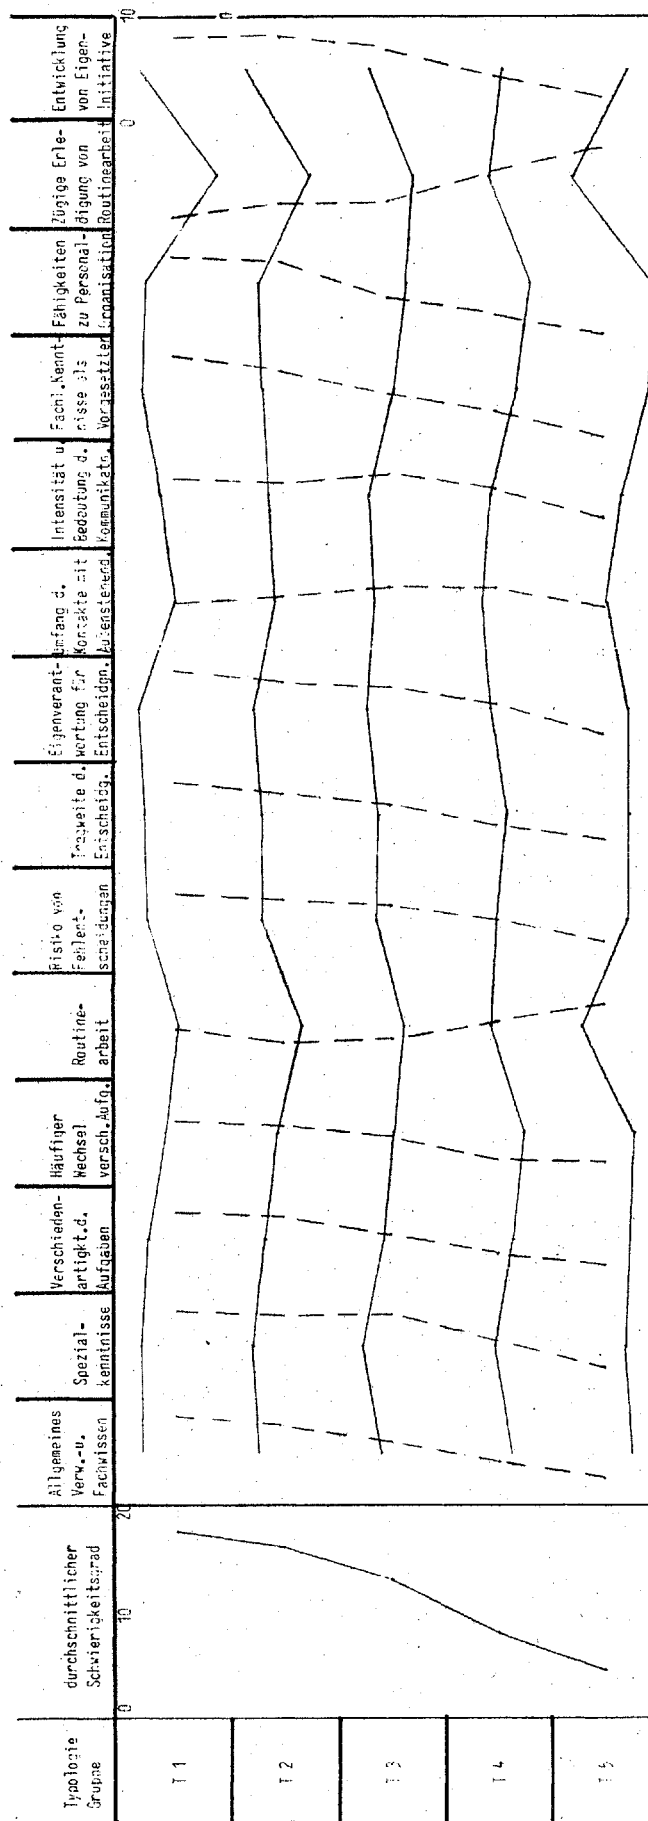 Typologie
Gruppe
durchschnittlicher
Schwierigkeitsgrad
Allgemeines
Verw.-u.
Fachwissen
Spezial-
kenntnisse
Verschieden-
artigkt.d.
Aufgaben
Häufiger
Wechsel
versch.Aufg.
Routine-
arbeit
Risiko von
Fehlent-
scheidungen
Tragweite d.
Entscheidg.
Eigenverant-
wortung für
Entscheidgn.
Umfang d.
Kontakte mit
Außenstehend.
Intensität u.
Bedeutung d.
Kommunikatn.
Fachl.Kennt-
nisse als
Vorgesetzter
Fähigkeiten
zu Personal-
Organisation
Zügige Erle-
digung von
Routinearbeit
Entwicklung
von Eigen-
Initiative
0
10
20
0
10
T 1
T 2
T 3
T 4
T 5